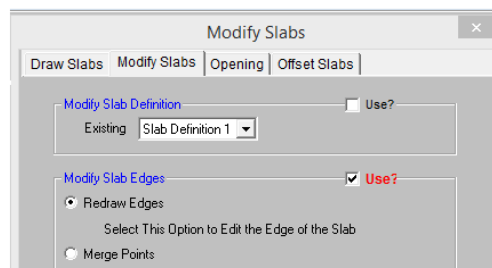 Modify Slabs
Draw Slabs Modify Slabs Opening Offset Slabs
Modify Slab Definition Use?
Existing Slab Definition 1
Modify Slab Edges Use?
Redraw Edges
Select This Option to Edit the Edge of the Slab
Merge Points